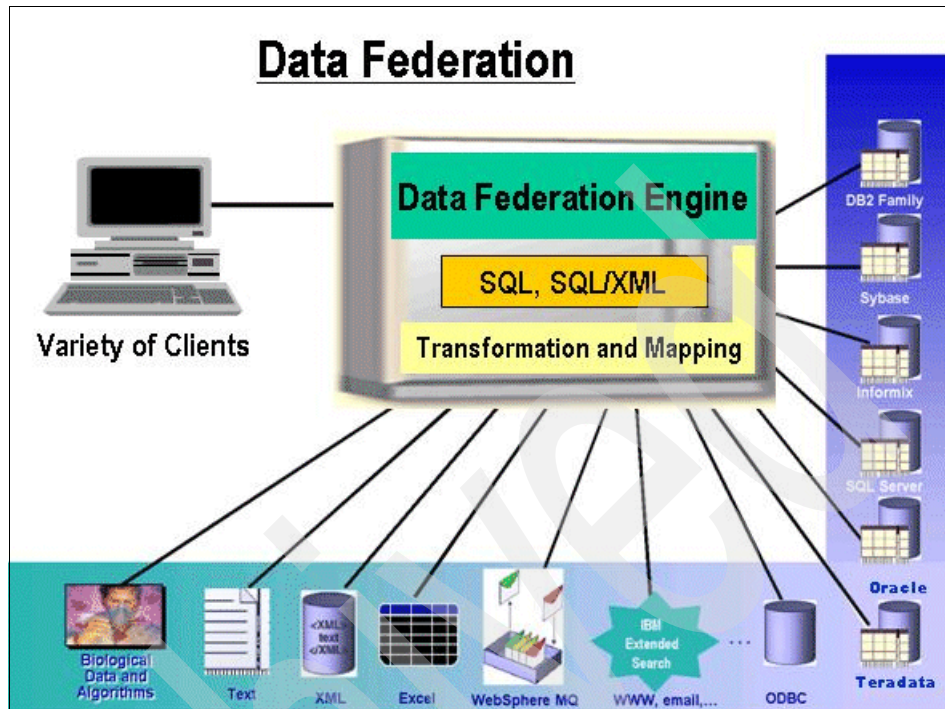 Data Federation
Data Federation Engine
SQL, SQL/XML
Transformation and Mapping
Variety of Clients
DB2 Family
Sybase
Informix
SQL Server
Oracle
Teradata
Biological
Data and
Algorithms
Text
<XML>
text
</XML>
XML
Excel
WebSphere MQ
IBM
Extended
Search
WWW, email,...
...
ODBC